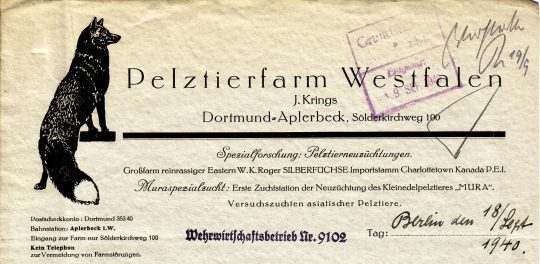 Pelztierfarm Westfalen
J. Krings
Dortmund-Aplerbeck, Sölderkirchweg 100
19/9
Spezialforschung: Pelztierneuzüchtungen.
Großfarm reinrassiger Eastern W.K. Roger SILBERFÜCHSE Importstamm Charlottetown Kanada P.E.I.
Muraspezialzucht: Erste Zuchtstation der Neuzüchtung des Kleinedelpelztieres „MURA".
Versuchszuchten asiatischer Pelztiere.
Postscheckkonto: Dortmund 353 40
Bahnstation: Aplerbeck i.W.
Eingang zur Farm nur Sölderkirchweg 100
Kein Telephon
zur Vermeidung von Farmstörungen.
Wehrwirtschaftsbetrieb Nr. 9102
Tag: Berlin den 18/Sept
1940.